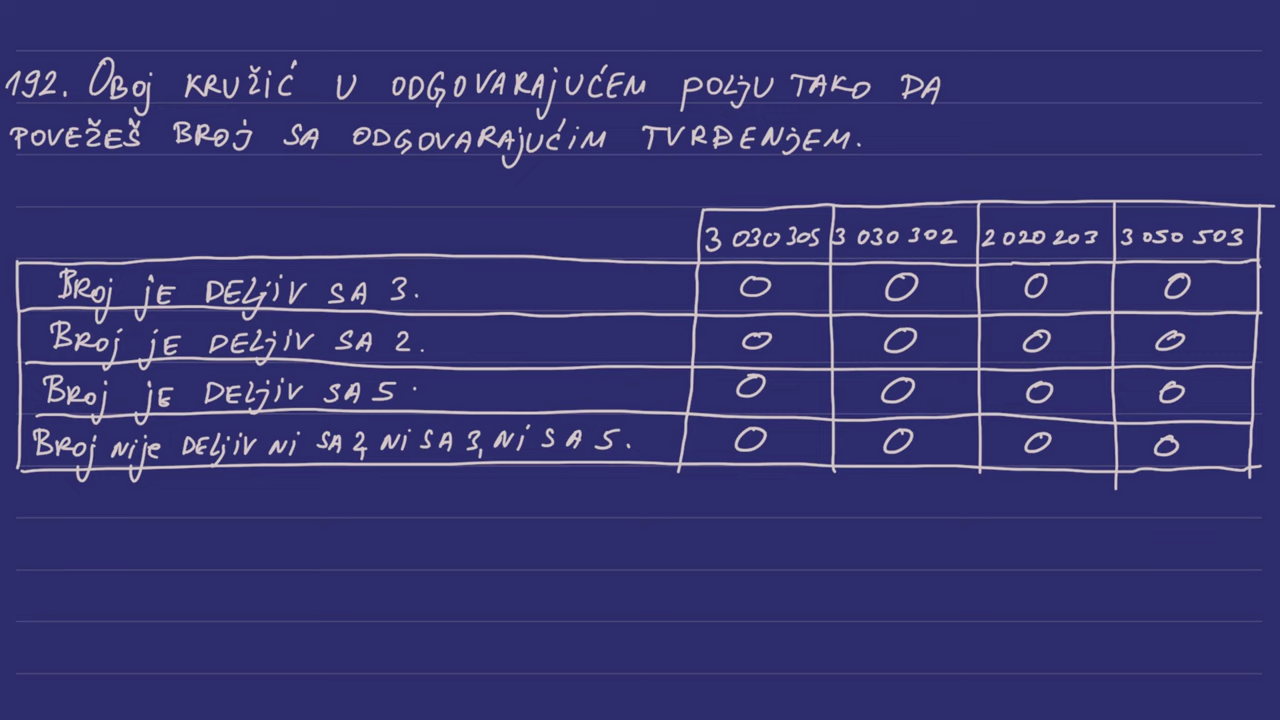 192. Oboj kružić u odgovarajućem polju tako da
povežeš broj sa odgovarajućim tvrđenjem.
3 030 305 3 030 302 2 020 203 3 050 503
Broj je deljiv sa 3. O O O O
Broj je deljiv sa 2. O O O O
Broj je deljiv sa 5. O O O O
Broj nije deljiv ni sa 2, ni sa 3, ni sa 5. O O O O